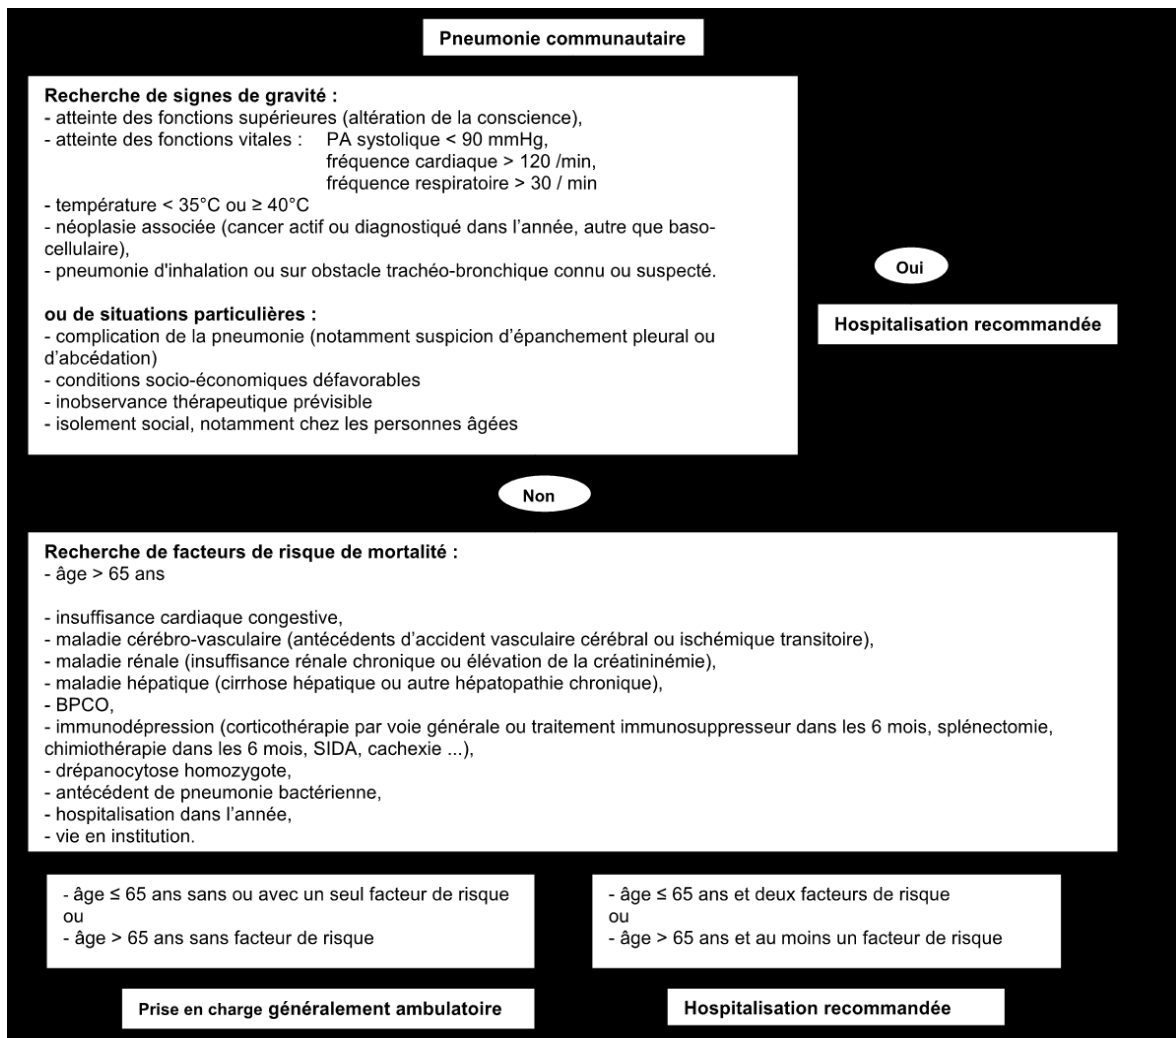 Pneumonie communautaire
Recherche de signes de gravité :
- atteinte des fonctions supérieures (altération de la conscience),
- atteinte des fonctions vitales : PA systolique < 90 mmHg,
fréquence cardiaque > 120 /min,
fréquence respiratoire > 30 / min
- température < 35°C ou ≥ 40°C
- néoplasie associée (cancer actif ou diagnostiqué dans l'année, autre que baso-
cellulaire),
- pneumonie d'inhalation ou sur obstacle trachéo-bronchique connu ou suspecté.
ou de situations particulières :
- complication de la pneumonie (notamment suspicion d'épanchement pleural ou
d'abcédation)
- conditions socio-économiques défavorables
- inobservance thérapeutique prévisible
- isolement social, notamment chez les personnes âgées
Oui
Hospitalisation recommandée
Non
Recherche de facteurs de risque de mortalité :
- âge > 65 ans
- insuffisance cardiaque congestive,
- maladie cérébro-vasculaire (antécédents d'accident vasculaire cérébral ou ischémique transitoire),
- maladie rénale (insuffisance rénale chronique ou élévation de la créatininémie),
- maladie hépatique (cirrhose hépatique ou autre hépatopathie chronique),
- BPCO,
- immunodépression (corticothérapie par voie générale ou traitement immunosuppresseur dans les 6 mois, splénectomie,
chimiothérapie dans les 6 mois, SIDA, cachexie ...),
- drépanocytose homozygote,
- antécédent de pneumonie bactérienne,
- hospitalisation dans l'année,
- vie en institution.
- âge ≤ 65 ans sans ou avec un seul facteur de risque
ou
- âge > 65 ans sans facteur de risque
- âge ≤ 65 ans et deux facteurs de risque
ou
- âge > 65 ans et au moins un facteur de risque
Prise en charge généralement ambulatoire
Hospitalisation recommandée